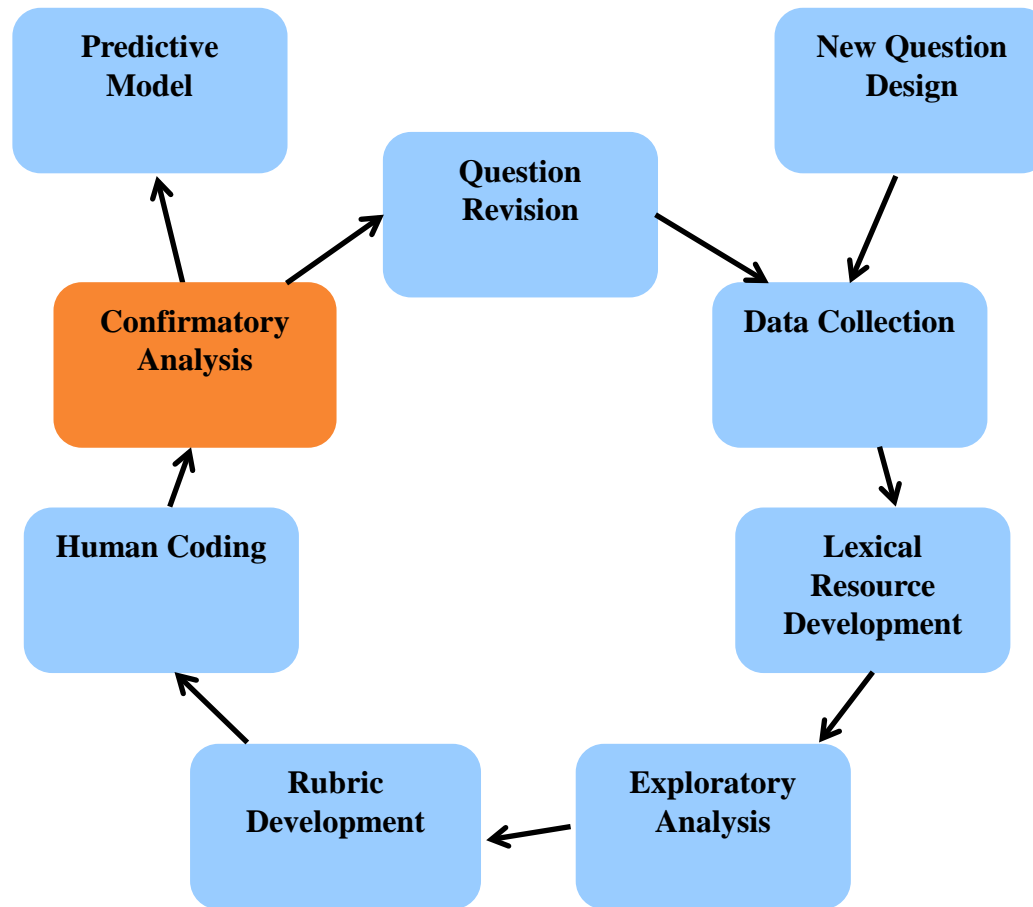 Predictive
Model
New Question
Design
Question
Revision
Confirmatory
Analysis
Data Collection
Human Coding
Lexical
Resource
Development
Rubric
Development
Exploratory
Analysis